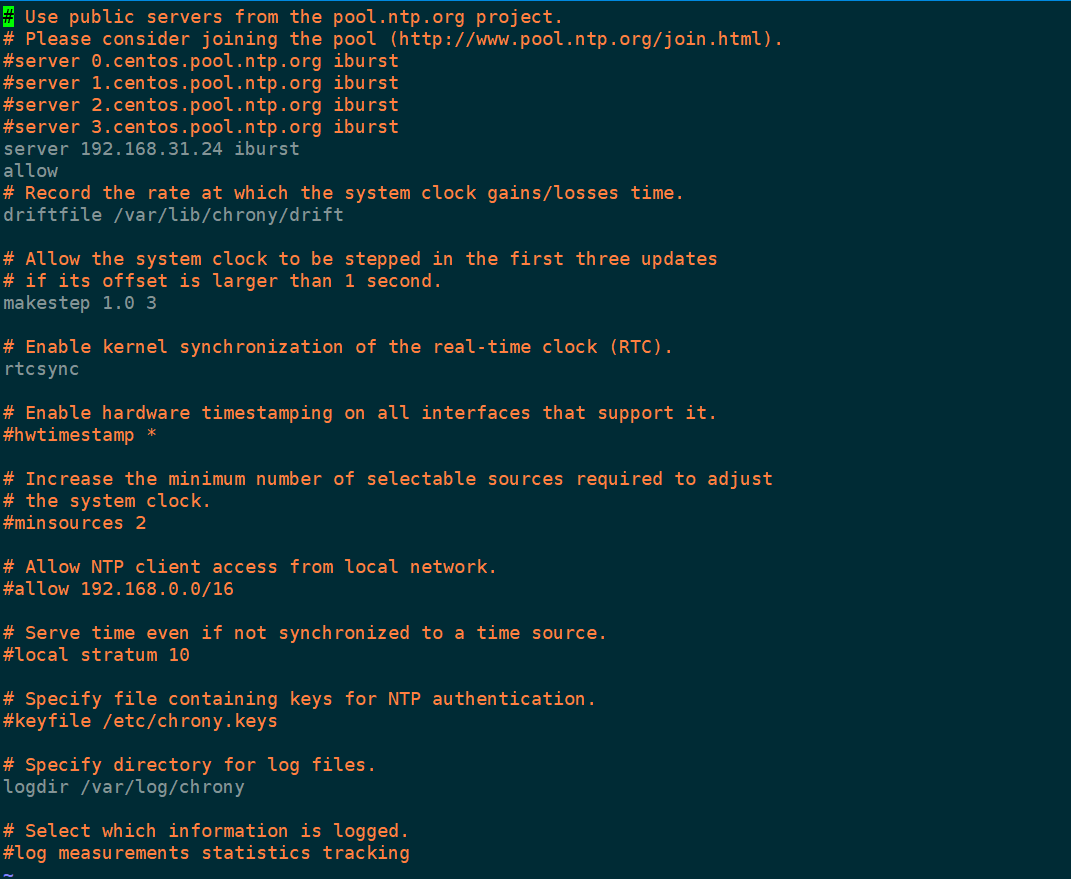 # Use public servers from the pool.ntp.org project.
# Please consider joining the pool (http://www.pool.ntp.org/join.html).
#server 0.centos.pool.ntp.org iburst
#server 1.centos.pool.ntp.org iburst
#server 2.centos.pool.ntp.org iburst
#server 3.centos.pool.ntp.org iburst
server 192.168.31.24 iburst
allow
# Record the rate at which the system clock gains/losses time.
driftfile /var/lib/chrony/drift
# Allow the system clock to be stepped in the first three updates
# if its offset is larger than 1 second.
makestep 1.0 3
# Enable kernel synchronization of the real-time clock (RTC).
rtcsync
# Enable hardware timestamping on all interfaces that support it.
#hwtimestamp *
# Increase the minimum number of selectable sources required to adjust
# the system clock.
#minsources 2
# Allow NTP client access from local network.
#allow 192.168.0.0/16
# Serve time even if not synchronized to a time source.
#local stratum 10
# Specify file containing keys for NTP authentication.
#keyfile /etc/chrony.keys
# Specify directory for log files.
logdir /var/log/chrony
# Select which information is logged.
#log measurements statistics tracking
~